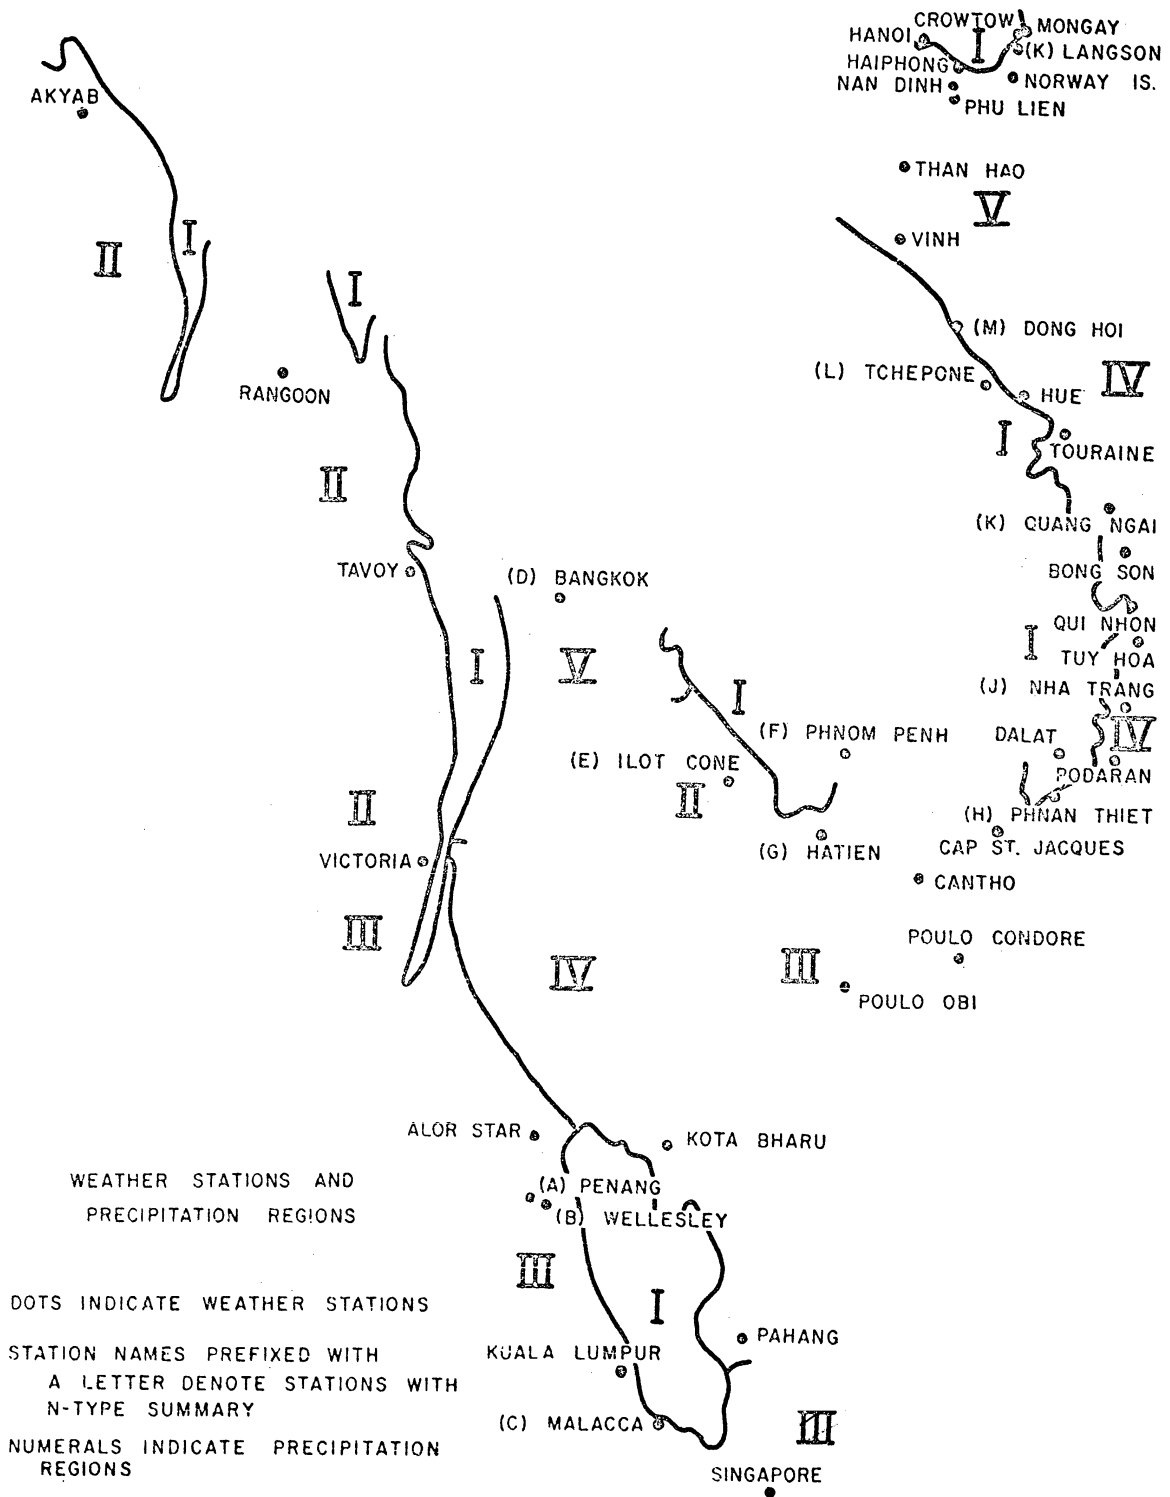 CROWTOW
HANOI
I
MONGAY
(K) LANGSON
HAIPHONG
NAN DINH
NORWAY IS.
PHU LIEN
AKYAB
THAN HAO
V
VINH
II
I
I
(M) DONG HOI
(L) TCHEPONE
IV
RANGOON
HUE
I
TOURAINE
II
(K) QUANG NGAI
TAVOY
(D) BANGKOK
BONG SON
QUI NHON
I
TUY HOA
I
V
I
(J) NHA TRANG
(F) PHNOM PENH
DALAT
IV
(E) ILOT CONE
PODARAN
II
II
(H) PHNAN THIET
(G) HATIEN
CAP ST. JACQUES
VICTORIA
CANTHO
III
POULO CONDORE
IV
III
POULO OBI
ALOR STAR
KOTA BHARU
WEATHER STATIONS AND
PRECIPITATION REGIONS
(A) PENANG
(B) WELLESLEY
III
I
DOTS INDICATE WEATHER STATIONS
PAHANG
STATION NAMES PREFIXED WITH
A LETTER DENOTE STATIONS WITH
N-TYPE SUMMARY
KUALA LUMPUR
(C) MALACCA
III
NUMERALS INDICATE PRECIPITATION
REGIONS
SINGAPORE